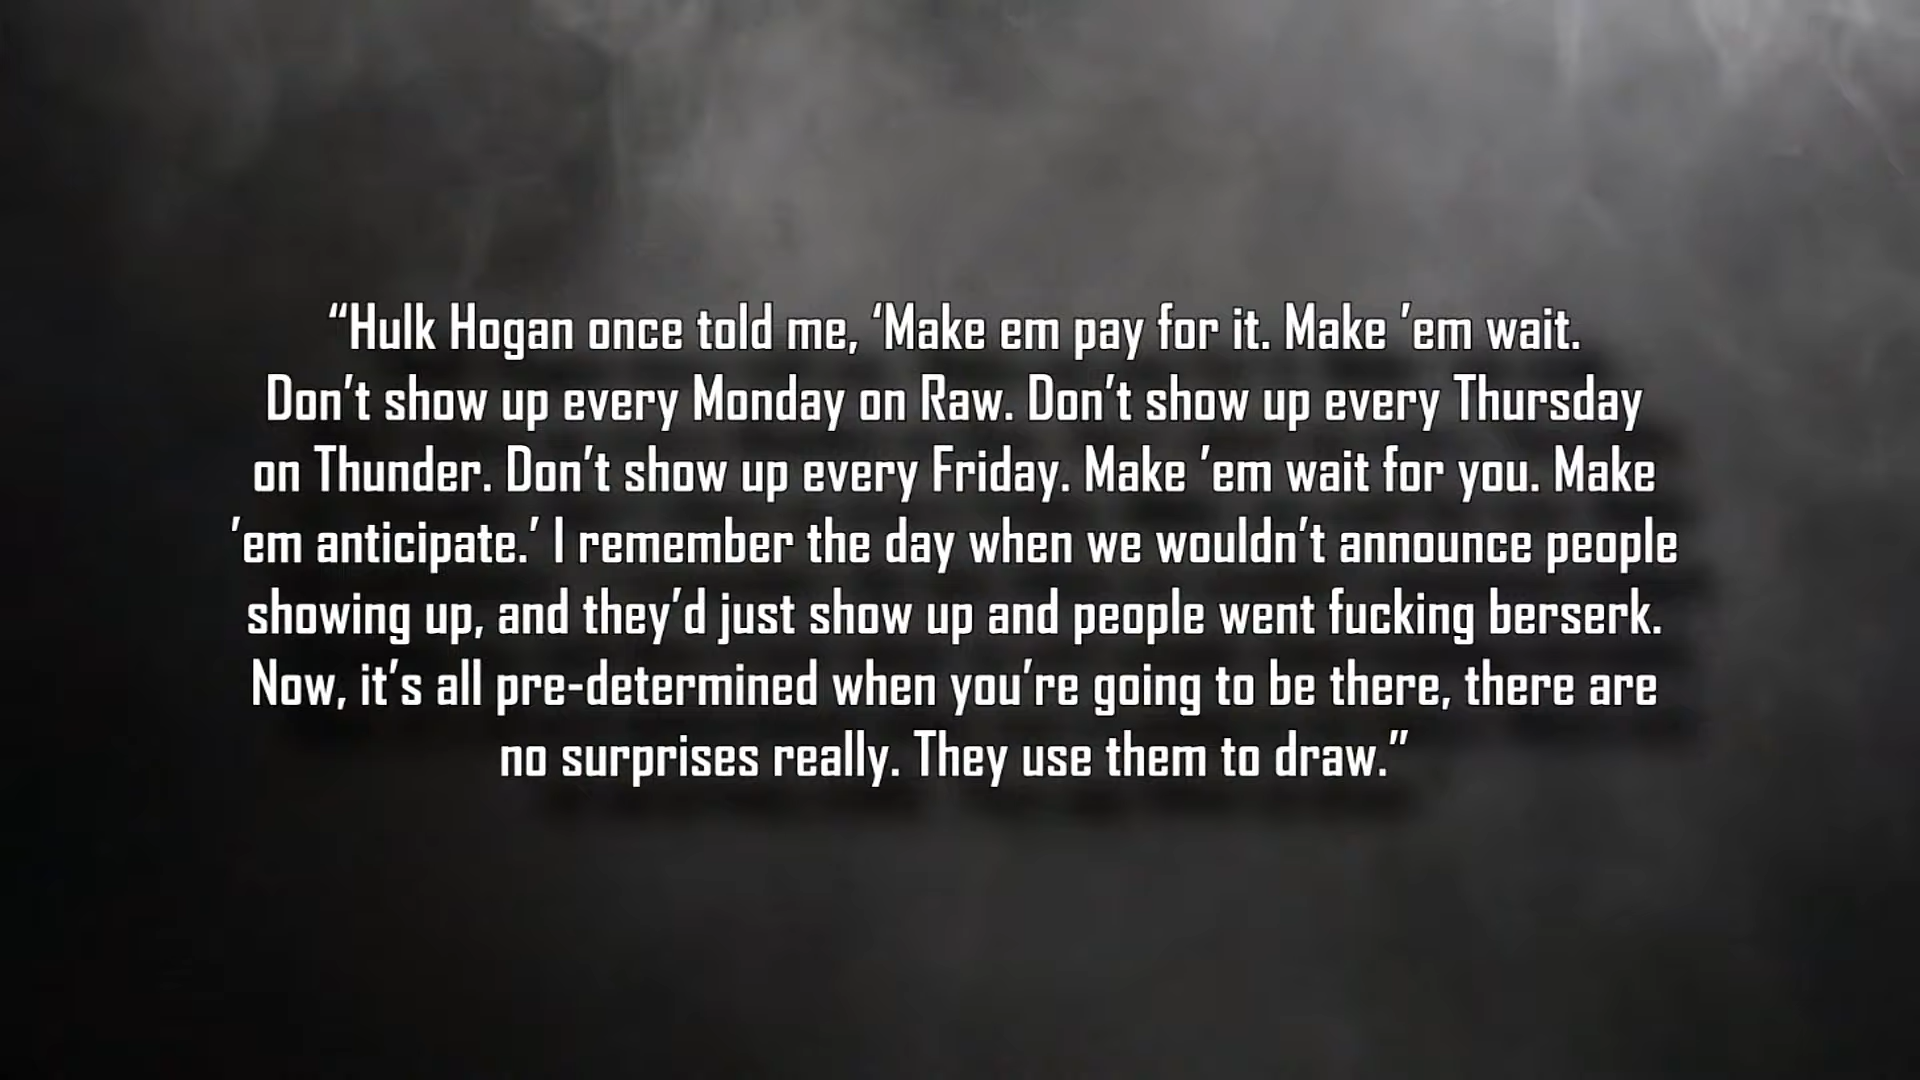 “Hulk Hogan once told me, ‘Make em pay for it. Make ’em wait.
Don’t show up every Monday on Raw. Don’t show up every Thursday
on Thunder. Don’t show up every Friday. Make ’em wait for you. Make
’em anticipate.’ I remember the day when we wouldn’t announce people
showing up, and they’d just show up and people went fucking berserk.
Now, it’s all pre-determined when you’re going to be there, there are
no surprises really. They use them to draw.”